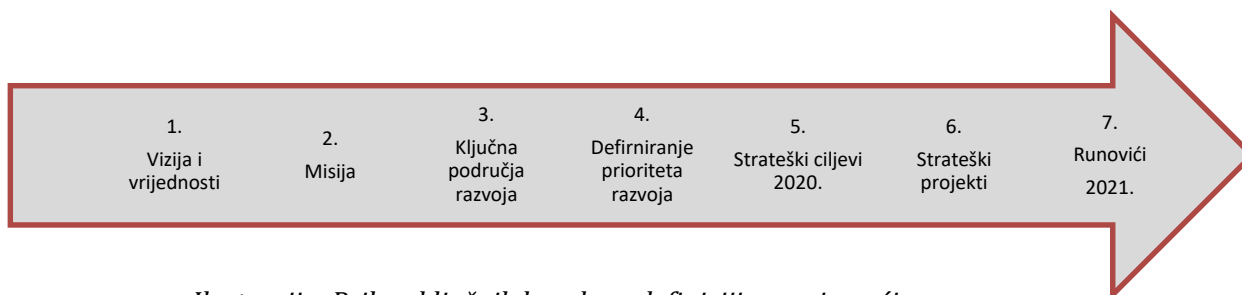 1.
Vizija i
vrijednosti
2.
Misija
3.
Ključna
područja
razvoja
4.
Defirniranje
prioriteta
razvoja
5.
Strateški ciljevi
2020.
6.
Strateški
projekti
7.
Runovići
2021.